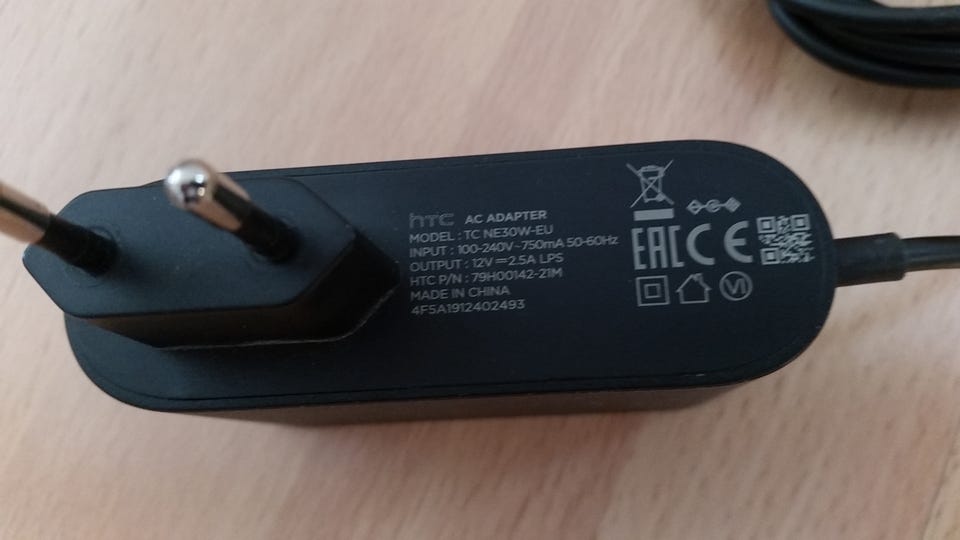 hTC AC ADAPTER
MODEL : TC NE30W-EU
INPUT : 100-240V~750mA 50-60Hz
OUTPUT : 12V⎓2.5A LPS
HTC P/N : 79H00142-21M
MADE IN CHINA
4F5A1912402493
EAC CE
VI